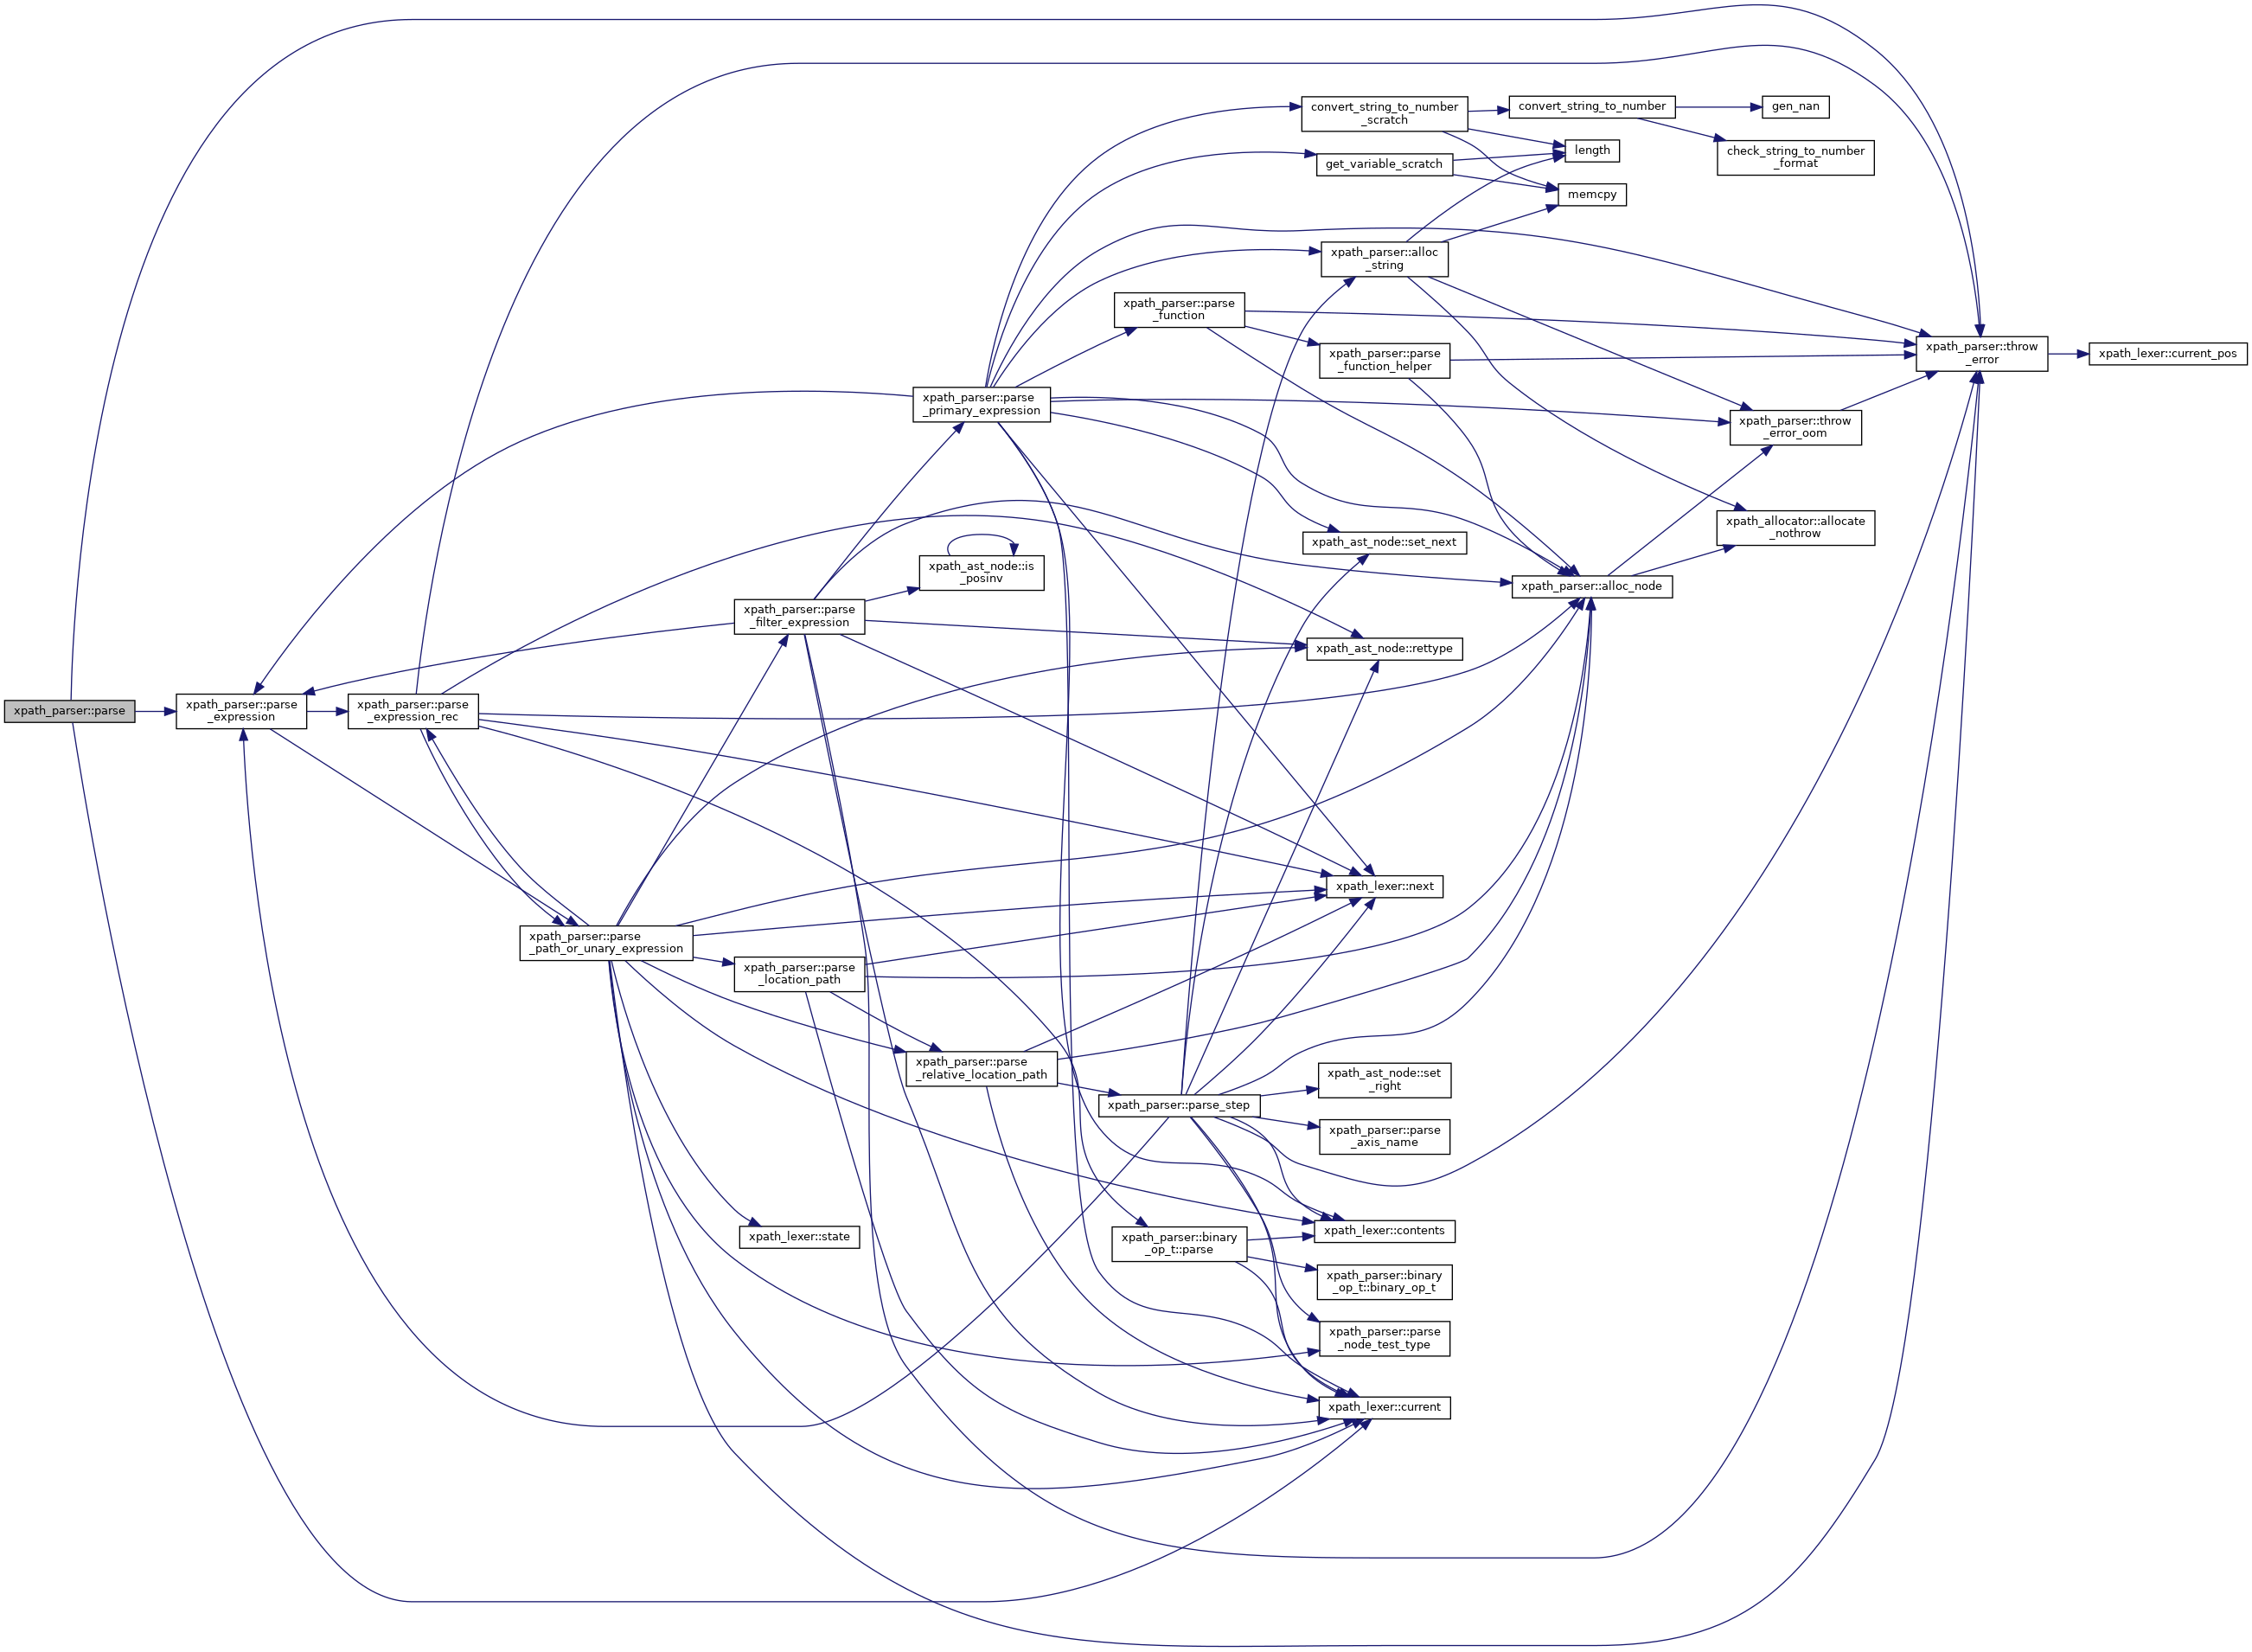 xpath_parser::parse
xpath_parser::parse
_expression
xpath_parser::parse
_expression_rec
xpath_parser::parse
_path_or_unary_expression
xpath_parser::parse
_filter_expression
xpath_parser::parse
_location_path
xpath_lexer::state
xpath_parser::parse
_primary_expression
xpath_ast_node::is
_posinv
xpath_parser::parse
_relative_location_path
xpath_parser::parse
_function
xpath_parser::parse_step
xpath_parser::binary
_op_t::parse
convert_string_to_number
_scratch
get_variable_scratch
xpath_parser::alloc
_string
xpath_parser::parse
_function_helper
xpath_ast_node::set_next
xpath_ast_node::rettype
xpath_lexer::next
xpath_ast_node::set
_right
xpath_parser::parse
_axis_name
xpath_lexer::contents
xpath_parser::binary
_op_t::binary_op_t
xpath_parser::parse
_node_test_type
xpath_lexer::current
convert_string_to_number
length
memcpy
xpath_parser::alloc_node
gen_nan
check_string_to_number
_format
xpath_parser::throw
_error_oom
xpath_allocator::allocate
_nothrow
xpath_parser::throw
_error
xpath_lexer::current_pos